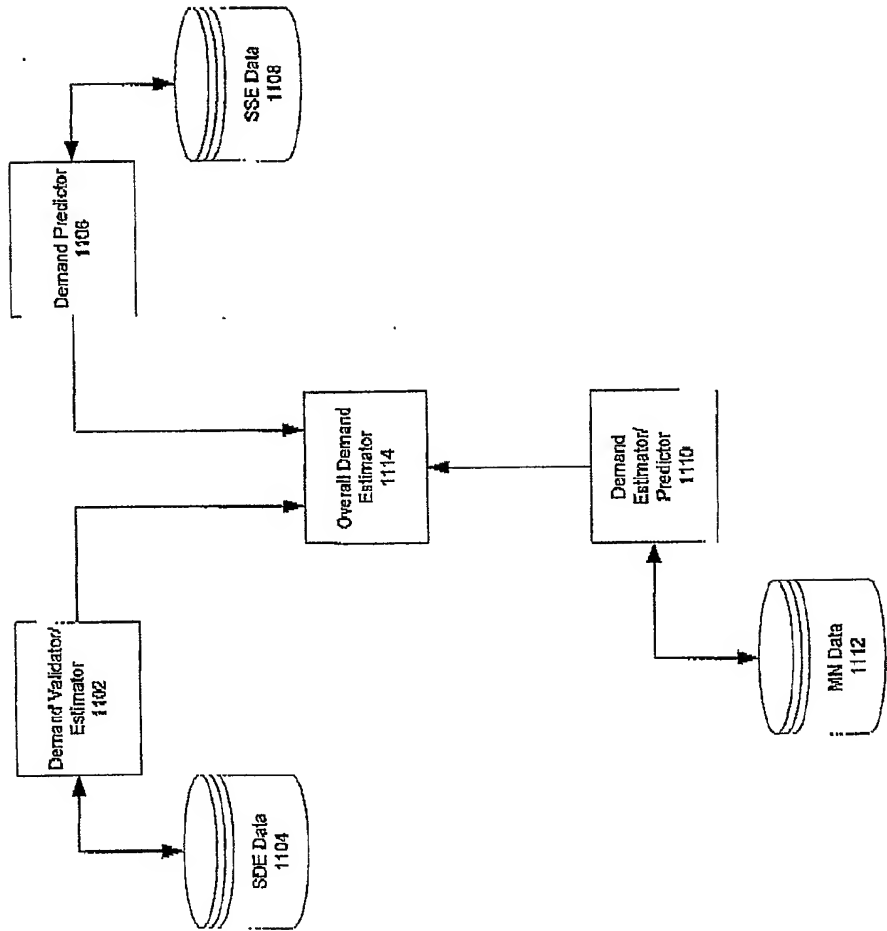 Demand Validator/
Estimator
1102
SDE Data
1104
Demand Predictor
1106
SSE Data
1108
Overall Demand
Estimator
1114
Demand
Estimator/
Predictor
1110
MN Data
1112